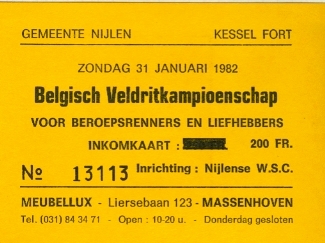 GEMEENTE NIJLEN KESSEL FORT
ZONDAG 31 JANUARI 1982
Belgisch Veldritkampioenschap
VOOR BEROEPSRENNERS EN LIEFHEBBERS
INKOMKAART : 200 FR.
No 13113 Inrichting : Nijlense W.S.C.
MEUBELLUX - Liersebaan 123 - MASSENHOVEN
Tel. (031) 84 34 71 - Open : 10-20 u. - Donderdag gesloten